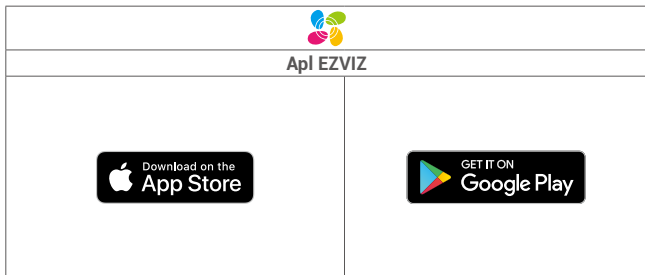 Apl EZVIZ
Download on the
App Store
GET IT ON
Google Play